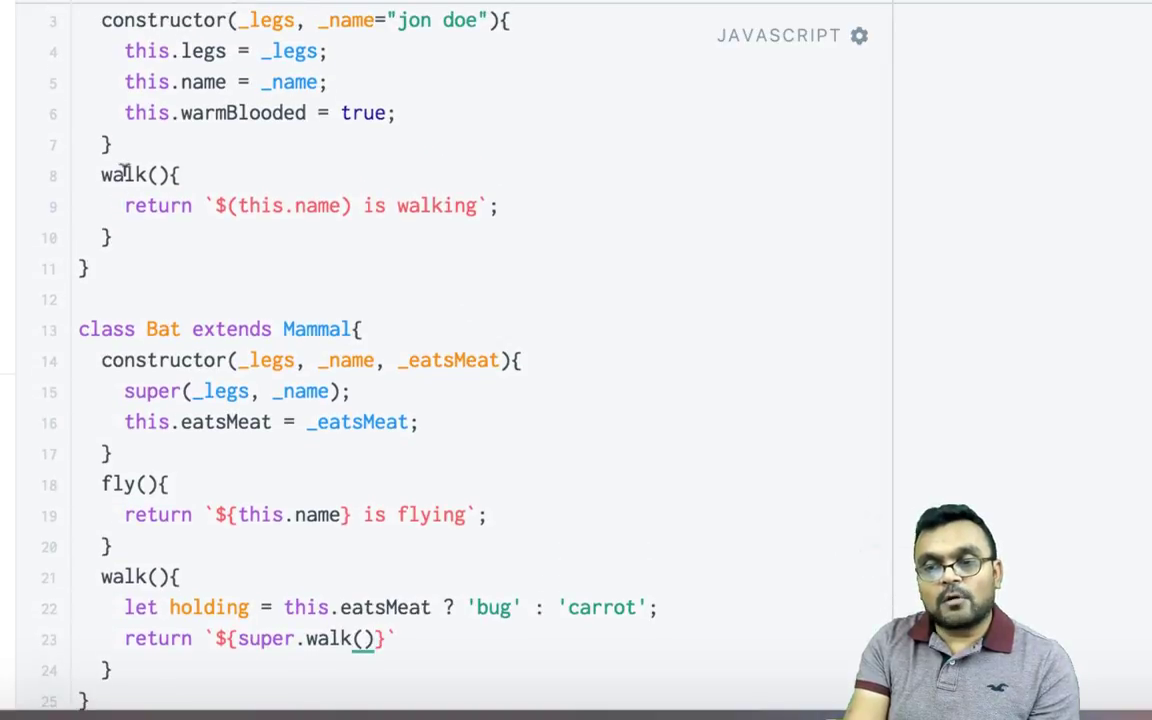 JAVASCRIPT
3 constructor(_legs, _name="jon doe"){
4 this.legs = _legs;
5 this.name = _name;
6 this.warmBlooded = true;
7 }
8 walk(){
9 return `$(this.name) is walking`;
10 }
11 }
12
13 class Bat extends Mammal{
14 constructor(_legs, _name, _eatsMeat){
15 super(_legs, _name);
16 this.eatsMeat = _eatsMeat;
17 }
18 fly(){
19 return `${this.name} is flying`;
20 }
21 walk(){
22 let holding = this.eatsMeat ? 'bug' : 'carrot';
23 return `${super.walk()}`
24 }
25 }